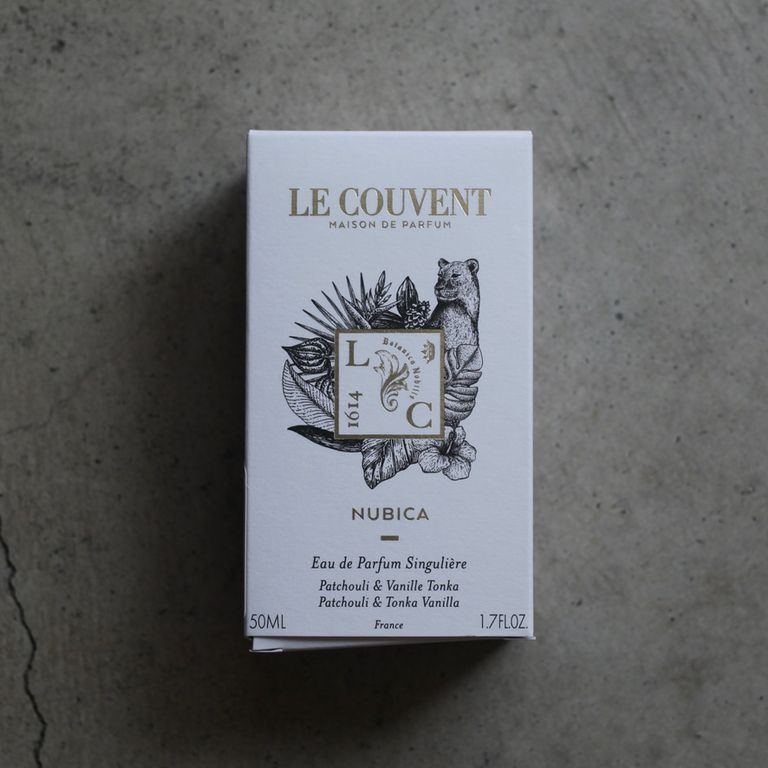 LE COUVENT
MAISON DE PARFUM
L
Botanica Nobilis
1614
C
NUBICA
Eau de Parfum Singulière
Patchouli & Vanille Tonka
Patchouli & Tonka Vanilla
50ML France 1.7FL.OZ.